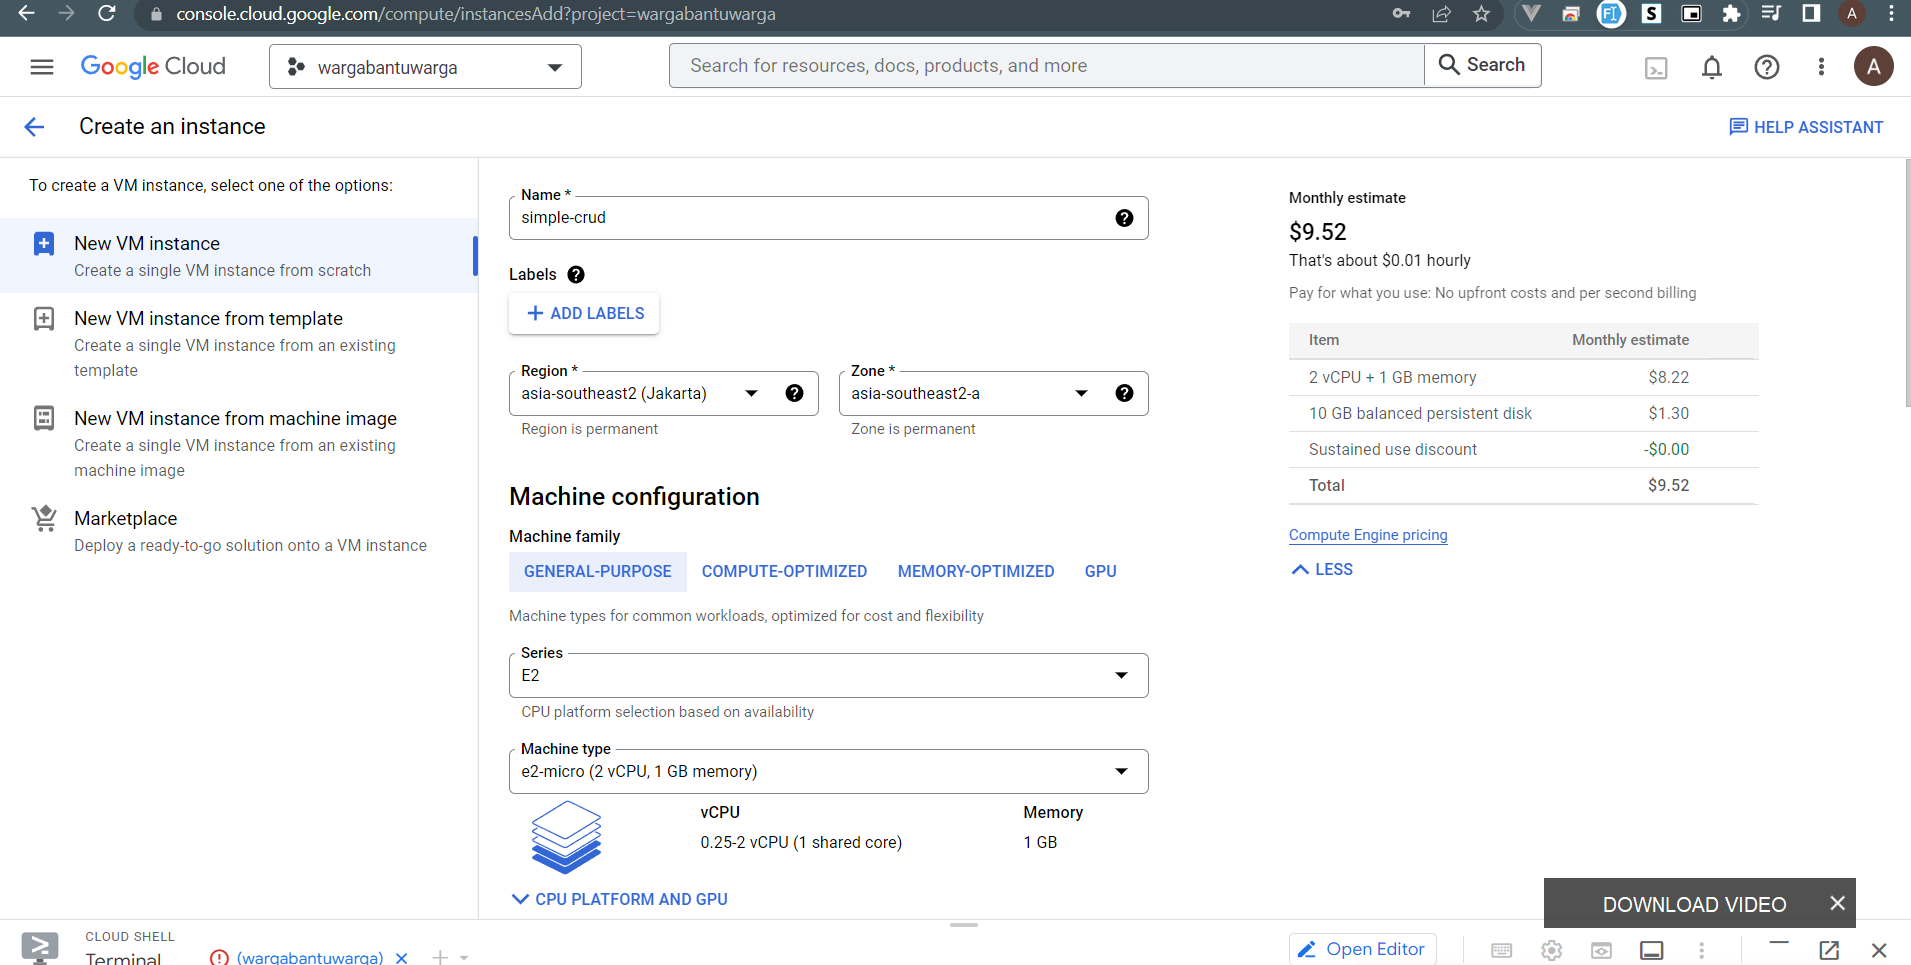 console.cloud.google.com/compute/instancesAdd?project=wargabantuwarga
A
Google Cloud
wargabantuwarga
Search for resources, docs, products, and more
Search
A
Create an instance
HELP ASSISTANT
To create a VM instance, select one of the options:
New VM instance
Create a single VM instance from scratch
New VM instance from template
Create a single VM instance from an existing
template
New VM instance from machine image
Create a single VM instance from an existing
machine image
Marketplace
Deploy a ready-to-go solution onto a VM instance
Name *
simple-crud
Labels
ADD LABELS
Region *
asia-southeast2 (Jakarta)
Region is permanent
Zone *
asia-southeast2-a
Zone is permanent
Machine configuration
Machine family
GENERAL-PURPOSE COMPUTE-OPTIMIZED MEMORY-OPTIMIZED GPU
Machine types for common workloads, optimized for cost and flexibility
Series
E2
CPU platform selection based on availability
Machine type
e2-micro (2 vCPU, 1 GB memory)
vCPU Memory
0.25-2 vCPU (1 shared core) 1 GB
CPU PLATFORM AND GPU
Monthly estimate
$9.52
That's about $0.01 hourly
Pay for what you use: No upfront costs and per second billing
Item Monthly estimate
2 vCPU + 1 GB memory $8.22
10 GB balanced persistent disk $1.30
Sustained use discount -$0.00
Total $9.52
Compute Engine pricing
LESS
DOWNLOAD VIDEO
CLOUD SHELL
Terminal
(wargabantuwarga)
Open Editor